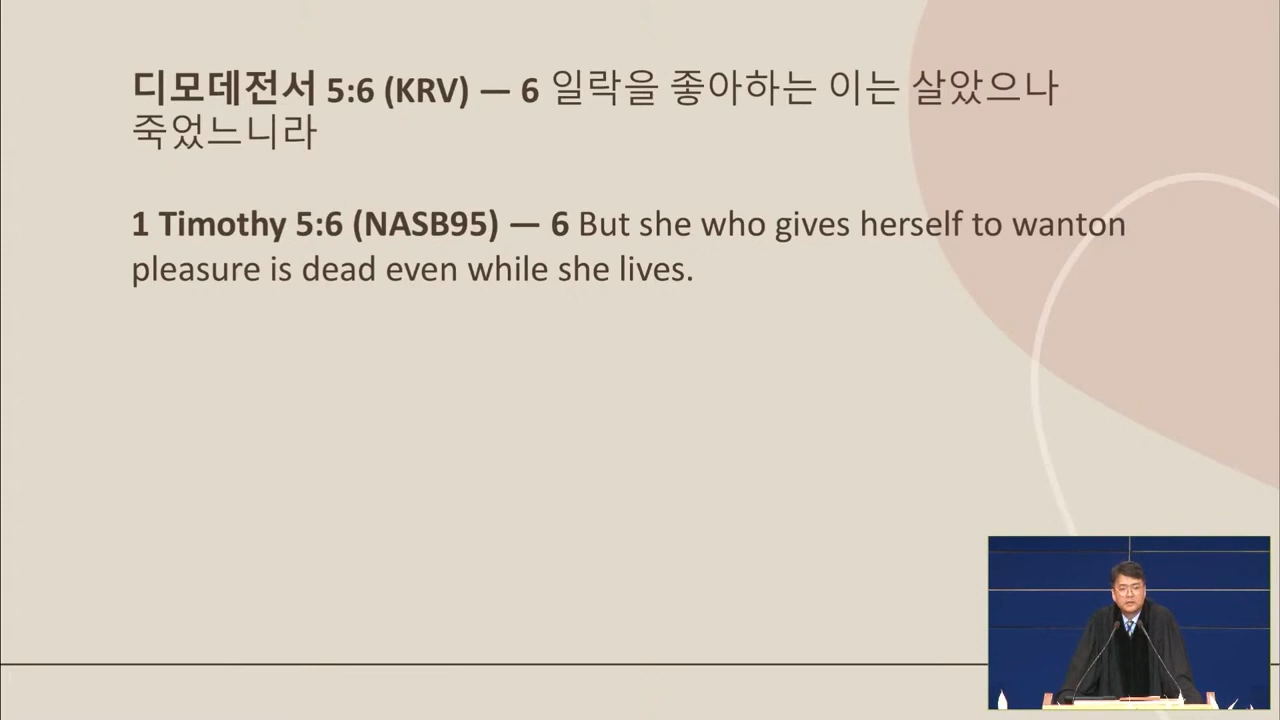 디모데전서 5:6 (KRV) — 6 일락을 좋아하는 이는 살았으나
죽었느니라
1 Timothy 5:6 (NASB95) — 6 But she who gives herself to wanton
pleasure is dead even while she lives.